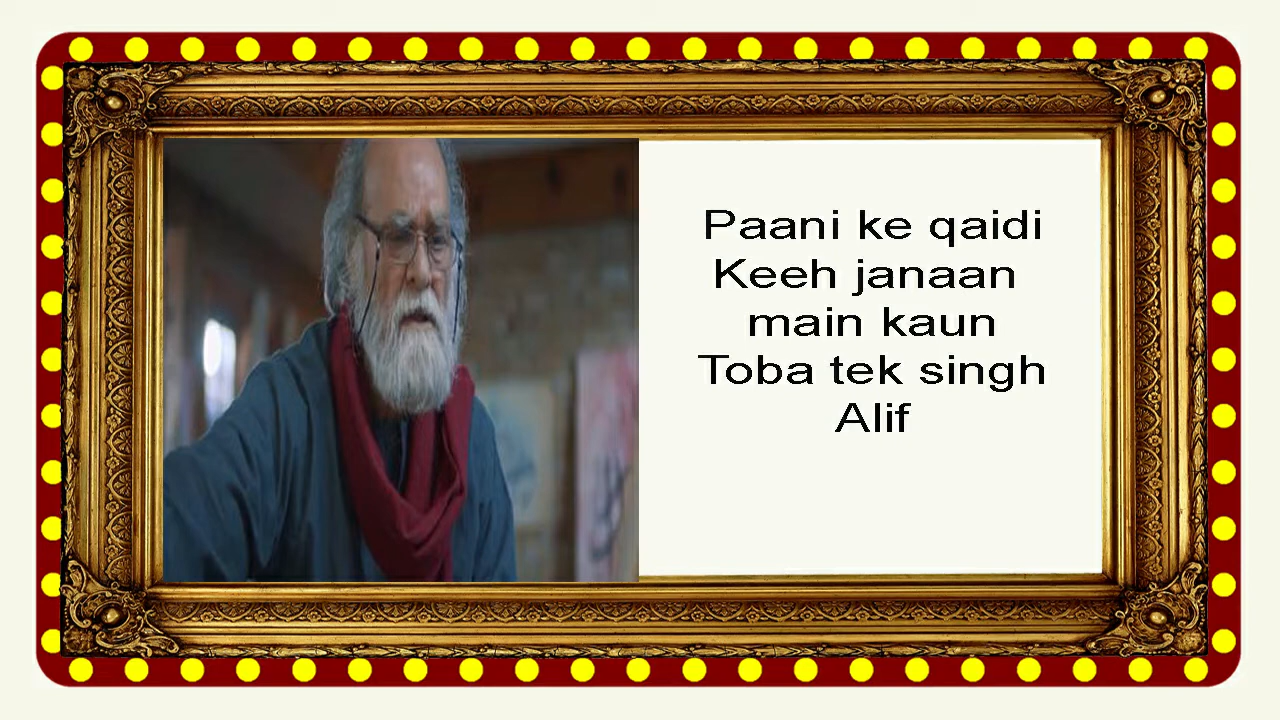 Paani ke qaidi
Keeh janaan
main kaun
Toba tek singh
Alif